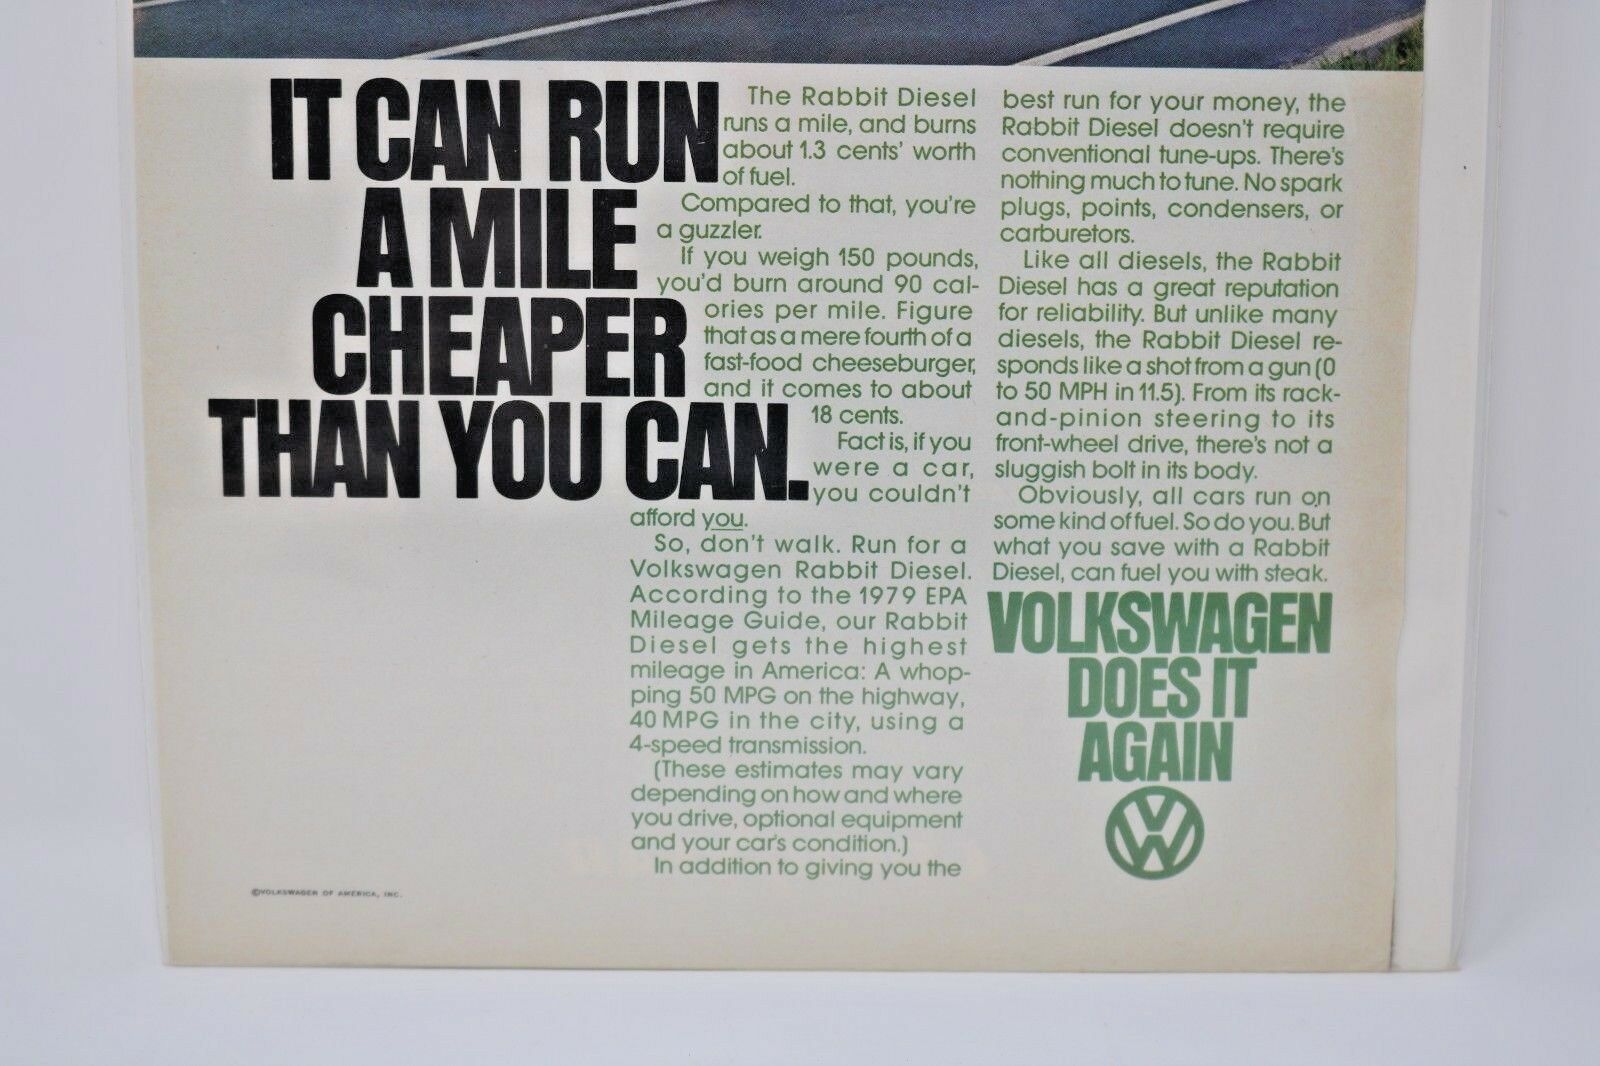 IT CAN RUN
A MILE
CHEAPER
THAN YOU CAN.
The Rabbit Diesel
runs a mile, and burns
about 1.3 cents' worth
of fuel.
Compared to that, you're
a guzzler.
If you weigh 150 pounds,
you'd burn around 90 cal-
ories per mile. Figure
that as a mere fourth of a
fast-food cheeseburger,
and it comes to about
18 cents.
Fact is, if you
were a car,
you couldn't
afford you.
So, don't walk. Run for a
Volkswagen Rabbit Diesel.
According to the 1979 EPA
Mileage Guide, our Rabbit
Diesel gets the highest
mileage in America: A whop-
ping 50 MPG on the highway,
40 MPG in the city, using a
4-speed transmission.
(These estimates may vary
depending on how and where
you drive, optional equipment
and your car's condition.)
In addition to giving you the
best run for your money, the
Rabbit Diesel doesn't require
conventional tune-ups. There's
nothing much to tune. No spark
plugs, points, condensers, or
carburetors.
Like all diesels, the Rabbit
Diesel has a great reputation
for reliability. But unlike many
diesels, the Rabbit Diesel re-
sponds like a shot from a gun (0
to 50 MPH in 11.5). From its rack-
and-pinion steering to its
front-wheel drive, there's not a
sluggish bolt in its body.
Obviously, all cars run on
some kind of fuel. So do you. But
what you save with a Rabbit
Diesel, can fuel you with steak.
VOLKSWAGEN
DOES IT
AGAIN
©VOLKSWAGEN OF AMERICA, INC.